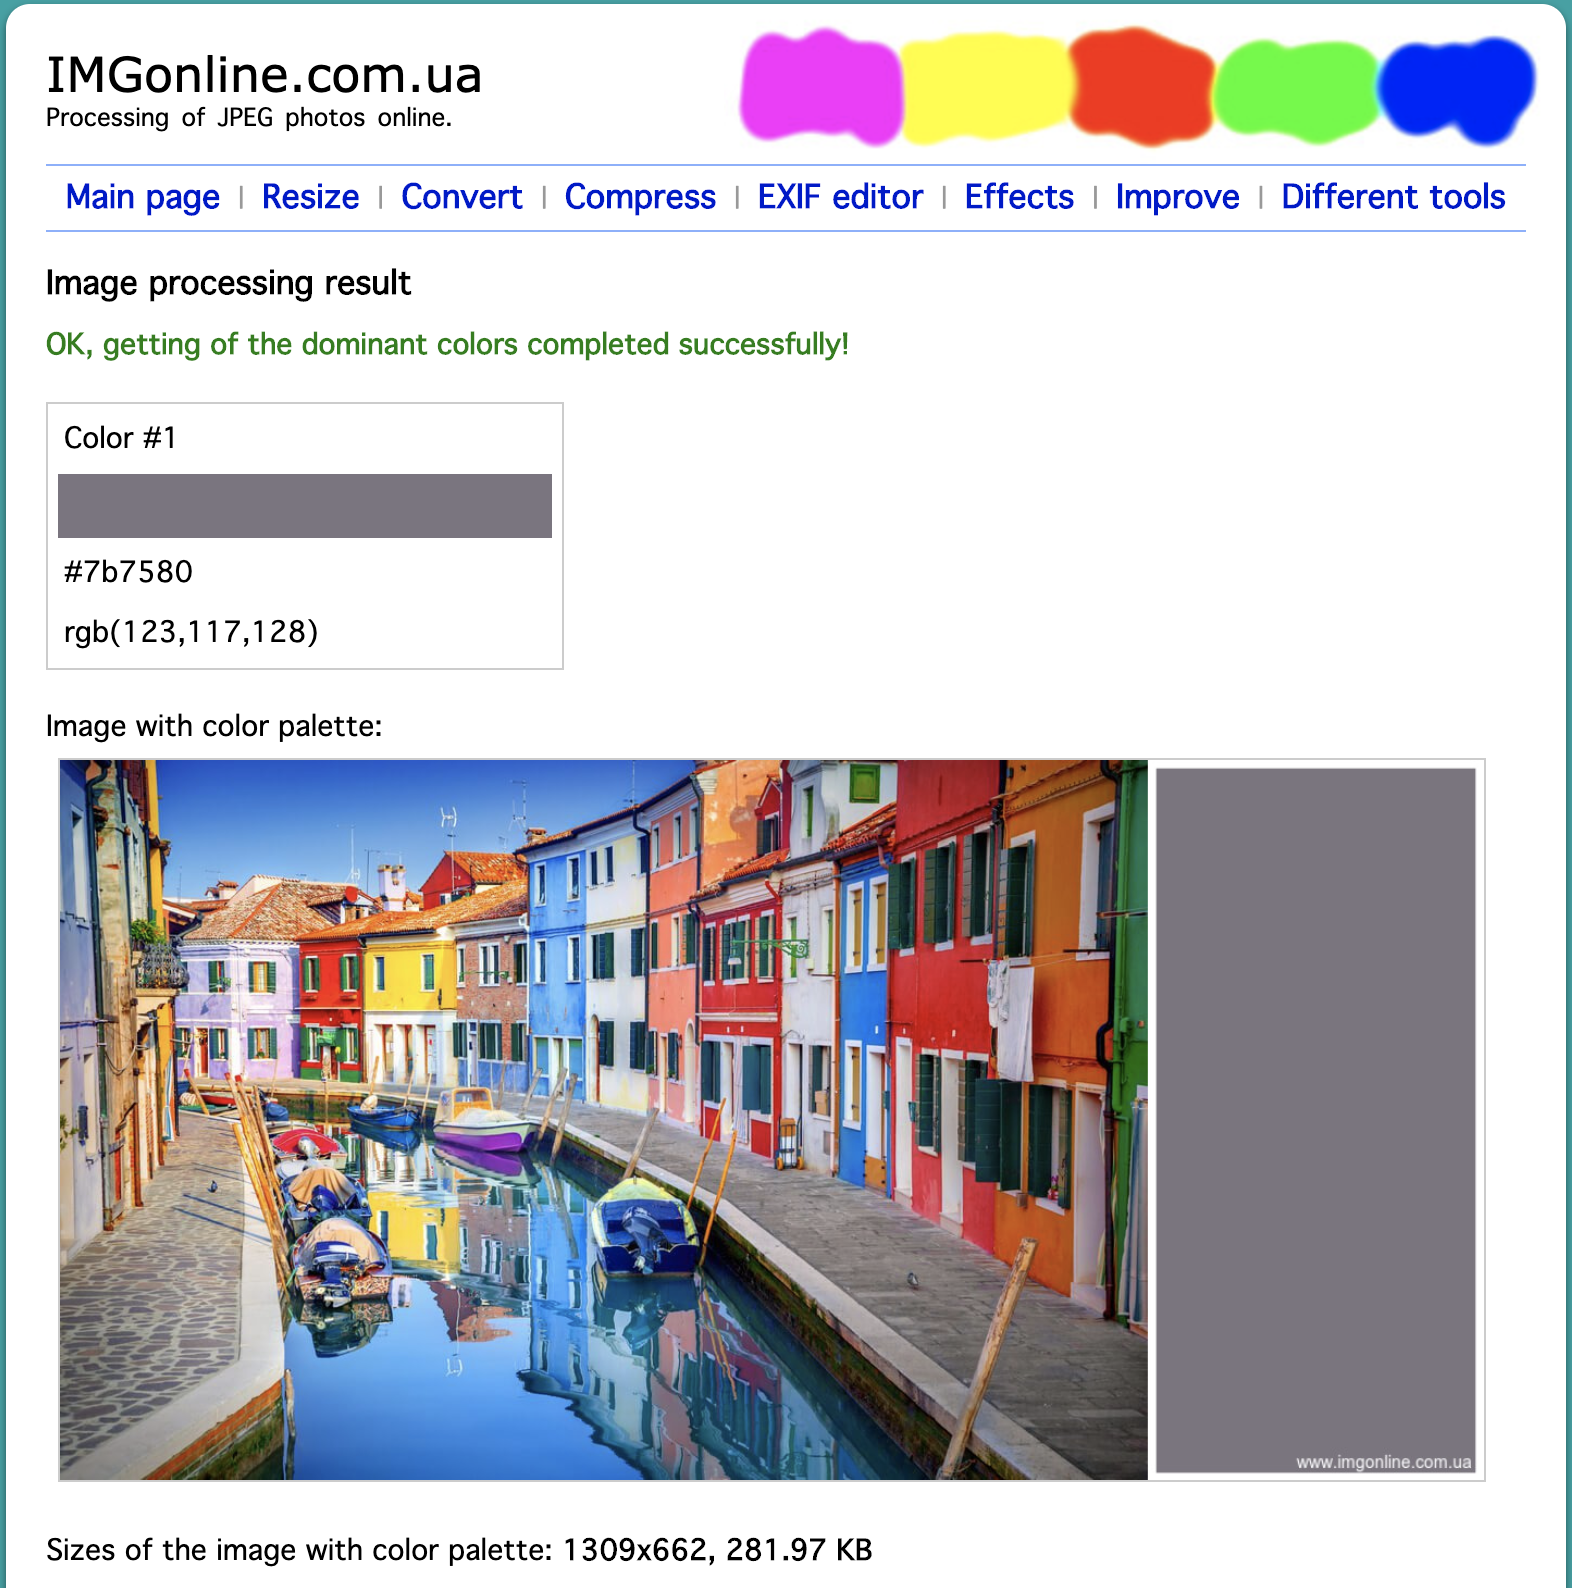 IMGonline.com.ua
Processing of JPEG photos online.
Main page | Resize | Convert | Compress | EXIF editor | Effects | Improve | Different tools
Image processing result
OK, getting of the dominant colors completed successfully!
Color #1
#7b7580
rgb(123,117,128)
Image with color palette:
www.imgonline.com.ua
Sizes of the image with color palette: 1309x662, 281.97 KB